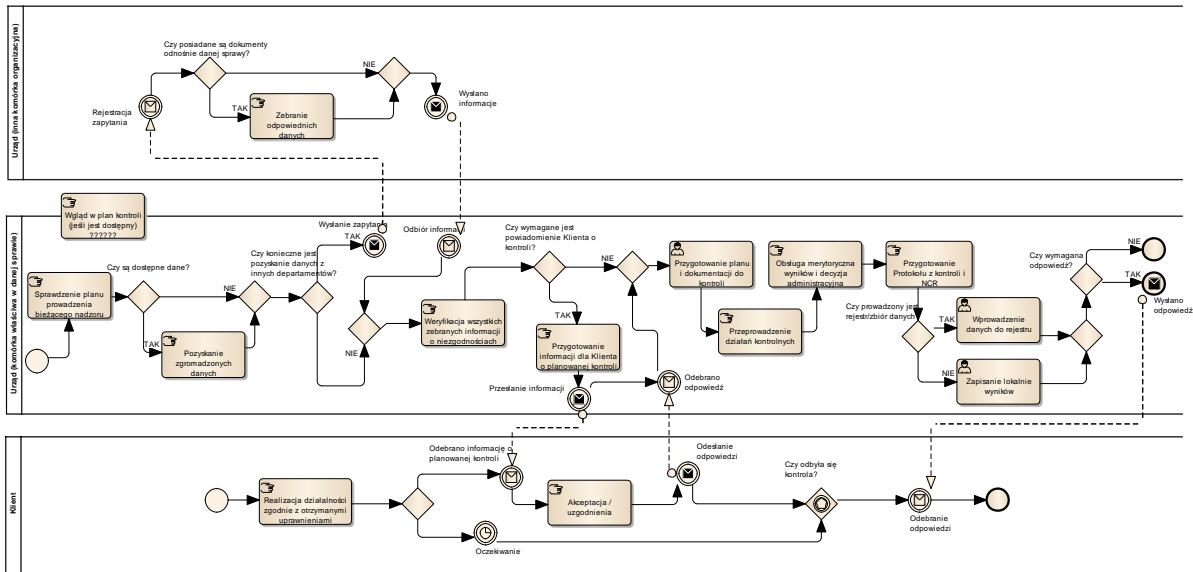 Urząd (inna komórka organizacyjna)
Czy posiadane są dokumenty
odnośnie danej sprawy?
NIE
TAK
Rejestracja
zapytania
Zebranie
odpowiednich
danych
Wysłano
informacje
Urząd (komórka właściwa w danej sprawie)
Wgląd w plan kontroli
(jeśli jest dostępny)
??????
Sprawdzenie planu
prowadzenia
bieżącego nadzoru
Czy są dostępne dane?
NIE
TAK
Pozyskanie
zgromadzonych
danych
Czy konieczne jest
pozyskanie danych z
innych departamentów?
TAK
NIE
Wysłanie zapytania
Odbiór informacji
Weryfikacja wszystkich
zebranych informacji
o niezgodnościach
Czy wymagane jest
powiadomienie Klienta o
kontroli?
NIE
TAK
Przygotowanie
informacji dla Klienta
o planowanej kontroli
Przesłanie informacji
Odebrano
odpowiedź
Przygotowanie planu
i dokumentacji do
kontroli
Przeprowadzenie
działań kontrolnych
Obsługa merytoryczna
wyników i decyzja
administracyjna
Przygotowanie
Protokołu z kontroli i
NCR
Czy prowadzony jest
rejestr/zbiór danych
TAK
NIE
Wprowadzenie
danych do rejestru
Zapisanie lokalnie
wyników
Czy wymagana
odpowiedź?
NIE
TAK
Wysłano
odpowiedź
Klient
Realizacja działalności
zgodnie z otrzymanymi
uprawnieniami
Odebrano informację o
planowanej kontroli
Oczekiwanie
Akceptacja /
uzgodnienia
Odesłanie
odpowiedzi
Czy odbyła się
kontrola?
Odebranie
odpowiedzi